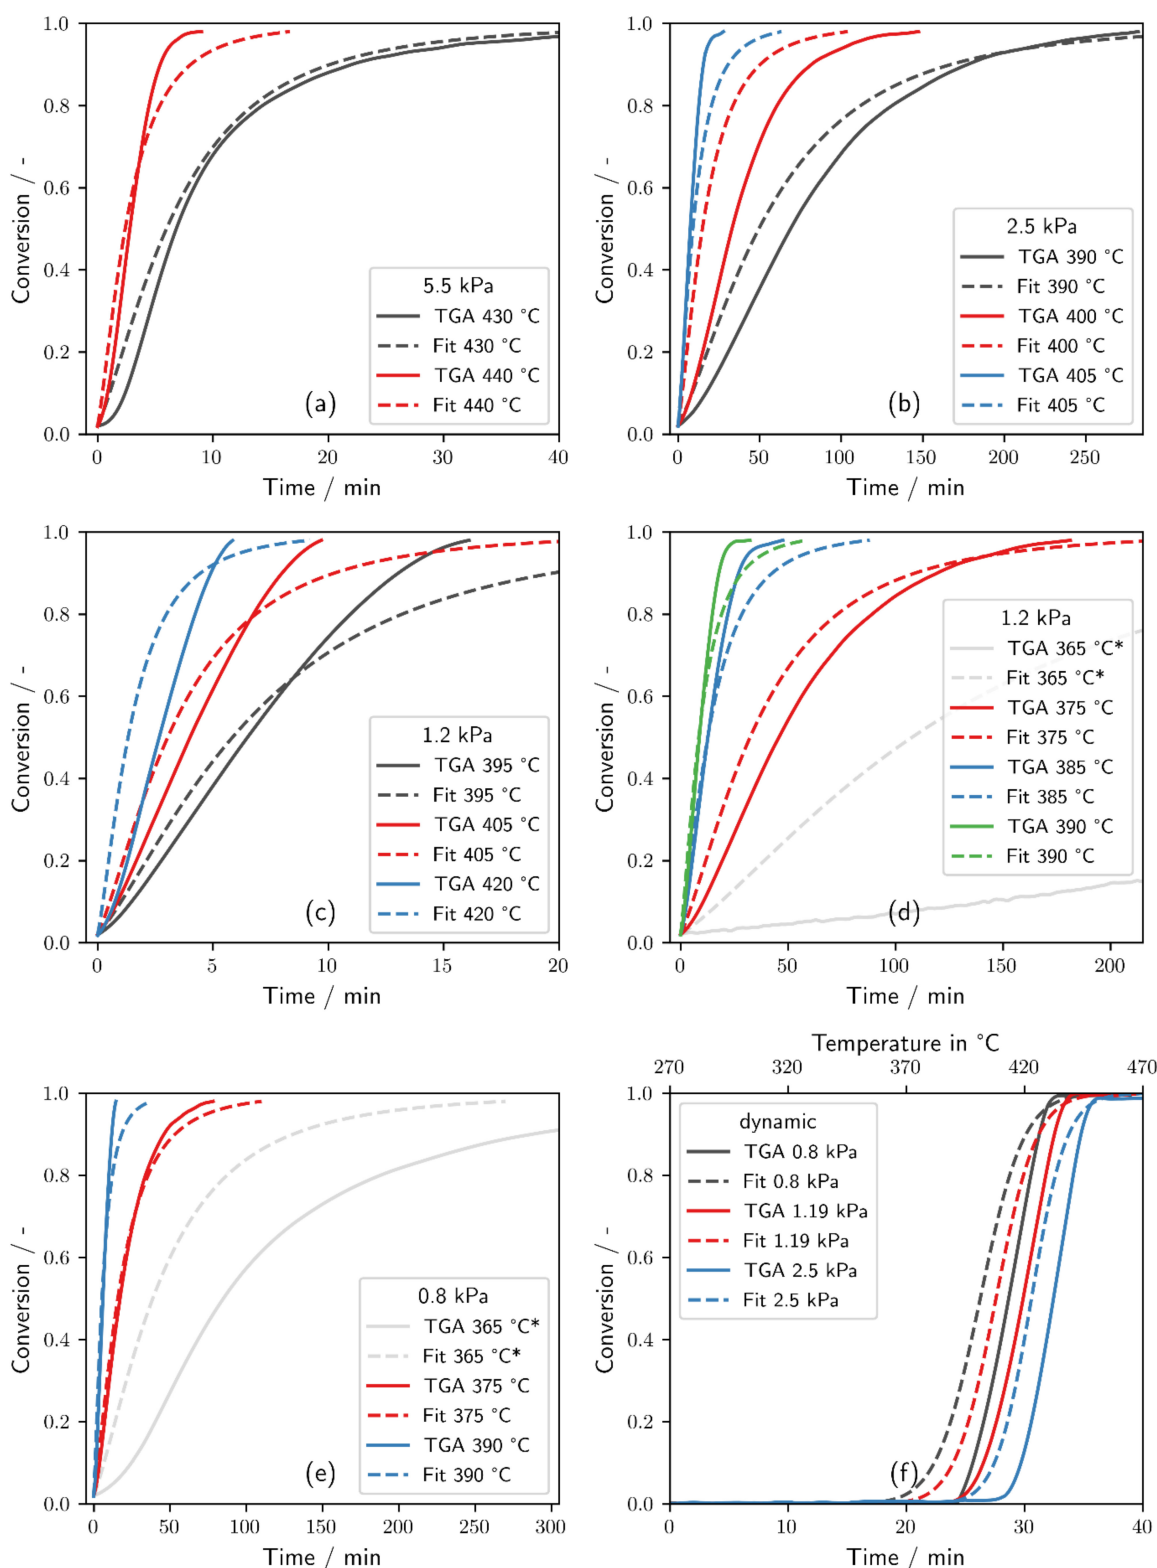 1.0
0.8
0.6
0.4
0.2
0.0
Conversion / -
5.5 kPa
TGA 430 °C
Fit 430 °C
TGA 440 °C
Fit 440 °C
(a)
0 10 20 30 40
Time / min
1.0
0.8
0.6
0.4
0.2
0.0
Conversion / -
2.5 kPa
TGA 390 °C
Fit 390 °C
TGA 400 °C
Fit 400 °C
TGA 405 °C
Fit 405 °C
(b)
0 50 100 150 200 250
Time / min
1.0
0.8
0.6
0.4
0.2
0.0
Conversion / -
1.2 kPa
TGA 395 °C
Fit 395 °C
TGA 405 °C
Fit 405 °C
TGA 420 °C
Fit 420 °C
(c)
0 5 10 15 20
Time / min
1.0
0.8
0.6
0.4
0.2
0.0
Conversion / -
1.2 kPa
TGA 365 °C*
Fit 365 °C*
TGA 375 °C
Fit 375 °C
TGA 385 °C
Fit 385 °C
TGA 390 °C
Fit 390 °C
(d)
0 50 100 150 200
Time / min
1.0
0.8
0.6
0.4
0.2
0.0
Conversion / -
0.8 kPa
TGA 365 °C*
Fit 365 °C*
TGA 375 °C
Fit 375 °C
TGA 390 °C
Fit 390 °C
(e)
0 50 100 150 200 250 300
Time / min
Temperature in °C
270 320 370 420 470
1.0
0.8
0.6
0.4
0.2
0.0
Conversion / -
dynamic
TGA 0.8 kPa
Fit 0.8 kPa
TGA 1.19 kPa
Fit 1.19 kPa
TGA 2.5 kPa
Fit 2.5 kPa
(f)
0 10 20 30 40
Time / min